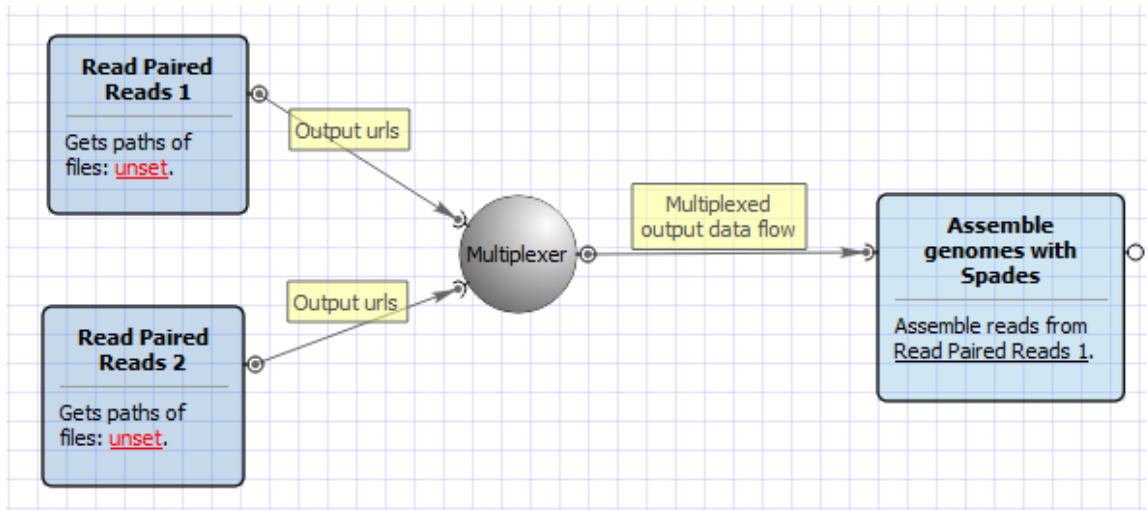 Read Paired
Reads 1
Gets paths of
files: unset.
Output urls
Read Paired
Reads 2
Gets paths of
files: unset.
Output urls
Multiplexer
Multiplexed
output data flow
Assemble
genomes with
Spades
Assemble reads from
Read Paired Reads 1.